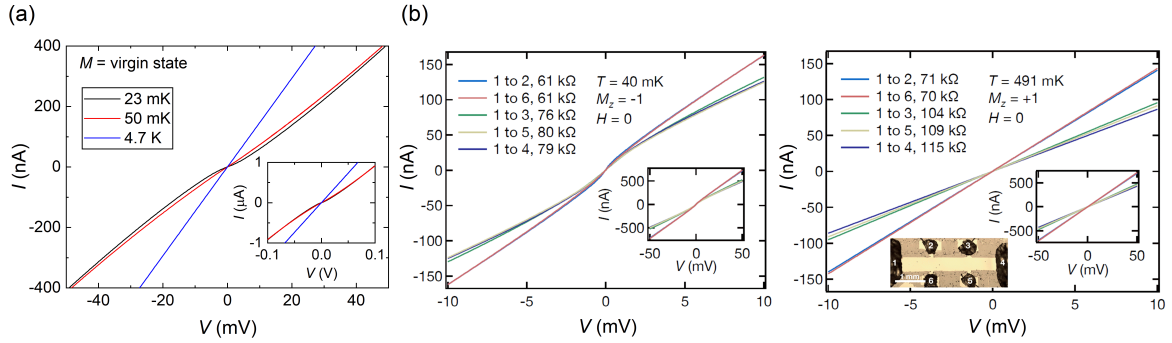 (a)
(b)
M = virgin state
23 mK
50 mK
4.7 K
400
200
0
-200
-400
-40
-20
0
20
40
I (nA)
V (mV)
1
0
-1
-0.1
0.0
0.1
I (µA)
V (V)
1 to 2, 61 kΩ
1 to 6, 61 kΩ
1 to 3, 76 kΩ
1 to 5, 80 kΩ
1 to 4, 79 kΩ
T = 40 mK
Mz = -1
H = 0
150
100
50
0
-50
-100
-150
-10
-5
0
5
10
I (nA)
V (mV)
500
0
-500
-50
0
50
I (nA)
V (mV)
1 to 2, 71 kΩ
1 to 6, 70 kΩ
1 to 3, 104 kΩ
1 to 5, 109 kΩ
1 to 4, 115 kΩ
T = 491 mK
Mz = +1
H = 0
150
100
50
0
-50
-100
-150
-10
-5
0
5
10
I (nA)
V (mV)
500
0
-500
-50
0
50
I (nA)
V (mV)
2
3
1
4
6
5
1 mm